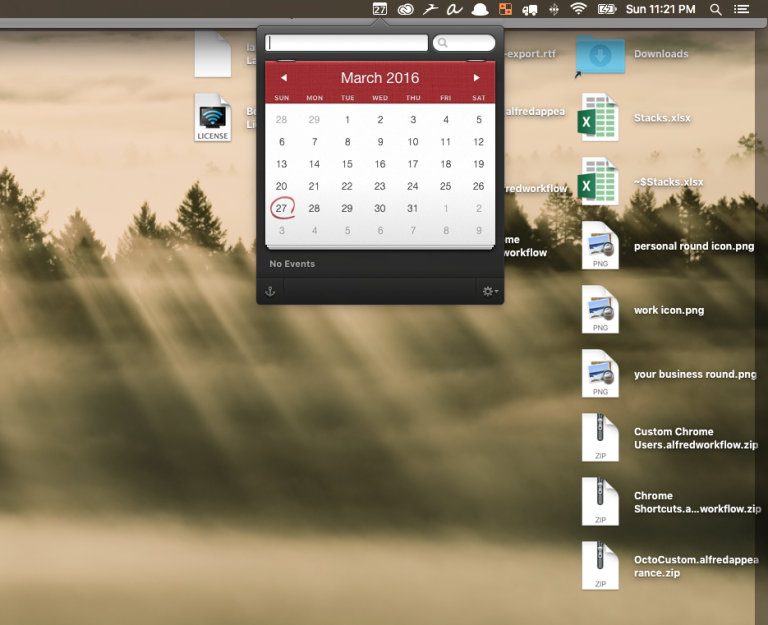 27
Sun 11:21 PM
March 2016
SUN MON TUE WED THU FRI SAT
28 29 1 2 3 4 5
6 7 8 9 10 11 12
13 14 15 16 17 18 19
20 21 22 23 24 25 26
27 28 29 30 31 1 2
3 4 5 6 7 8 9
No Events
LICENSE
-export.rtf
alfredappea
redworkflow
me
workflow
Downloads
Stacks.xlsx
~$Stacks.xlsx
PNG
personal round icon.png
PNG
work icon.png
PNG
your business round.png
ZIP
Custom Chrome
Users.alfredworkflow.zip
ZIP
Chrome
Shortcuts.a...workflow.zip
ZIP
OctoCustom.alfredappea
rance.zip